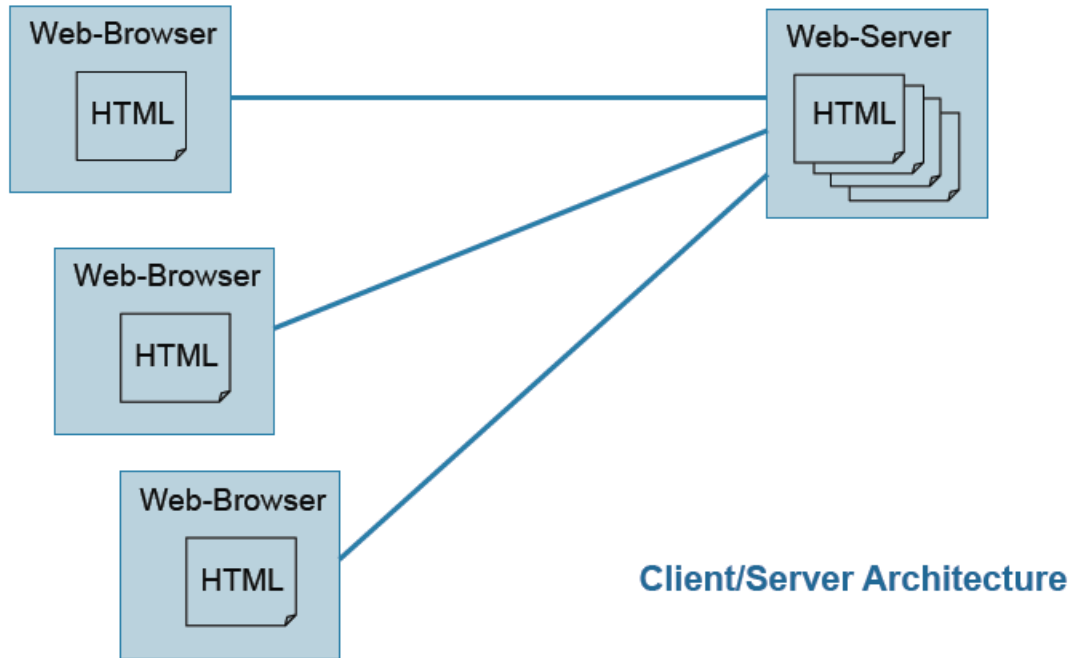 Web-Browser
HTML
Web-Server
HTML
Web-Browser
HTML
Web-Browser
HTML
Client/Server Architecture